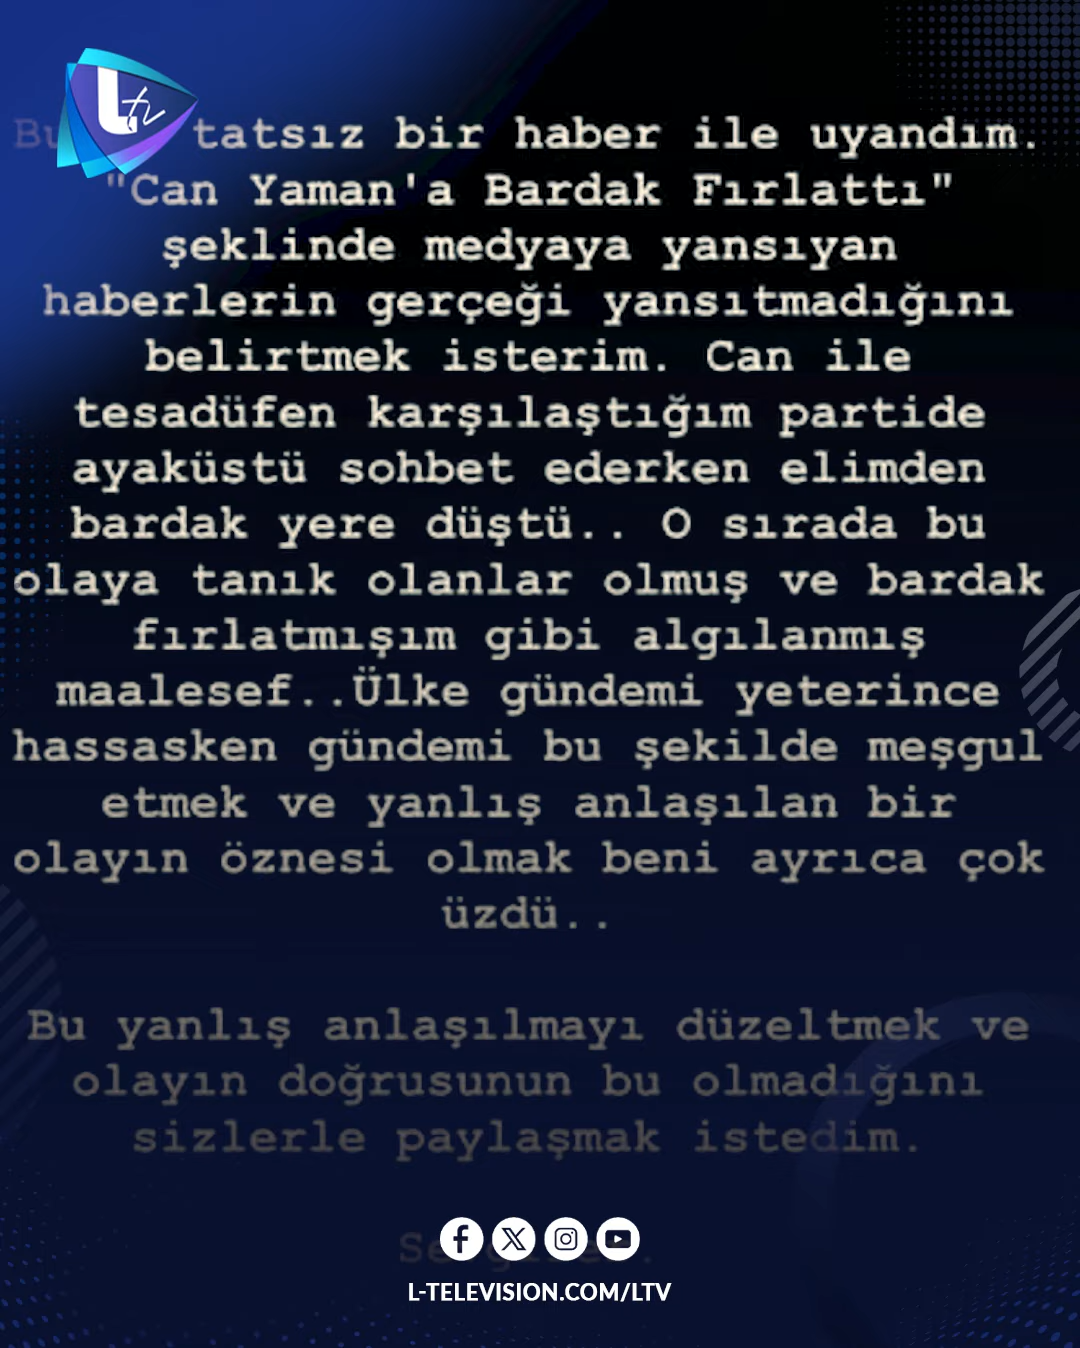 Ltv
tatsız bir haber ile uyandım.
"Can Yaman'a Bardak Fırlattı"
şeklinde medyaya yansıyan
haberlerin gerçeği yansıtmadığını
belirtmek isterim. Can ile
tesadüfen karşılaştığım partide
ayaküstü sohbet ederken elimden
bardak yere düştü.. O sırada bu
olaya tanık olanlar olmuş ve bardak
fırlatmışım gibi algılanmış
maalesef..Ülke gündemi yeterince
hassasken gündemi bu şekilde meşgul
etmek ve yanlış anlaşılan bir
olayın öznesi olmak beni ayrıca çok
üzdü..
Bu yanlış anlaşılmayı düzeltmek ve
olayın doğrusunun bu olmadığını
sizlerle paylaşmak istedim.
L-TELEVISION.COM/LTV